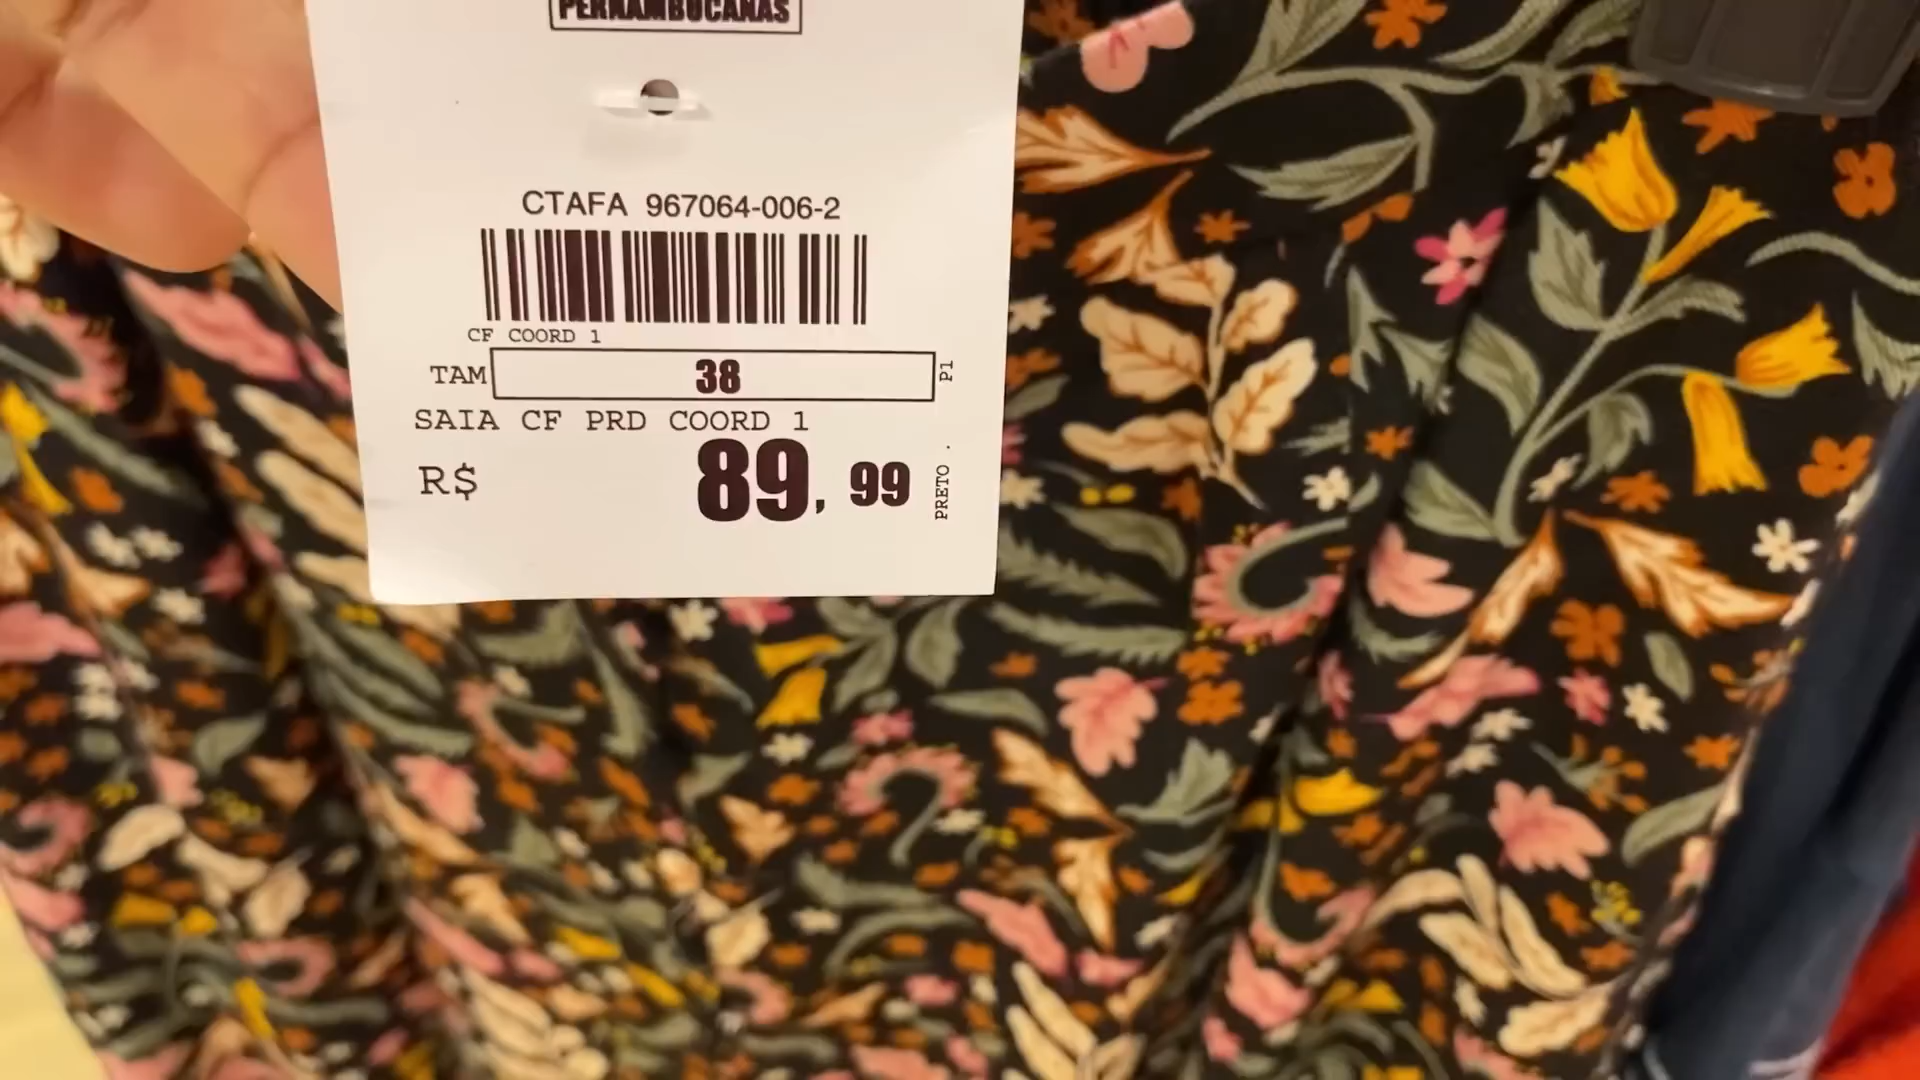 PERNAMBUCANAS
CTAFA 967064-006-2
CF COORD 1
TAM 38 P1
SAIA CF PRD COORD 1
R$ 89,99
PRETO .